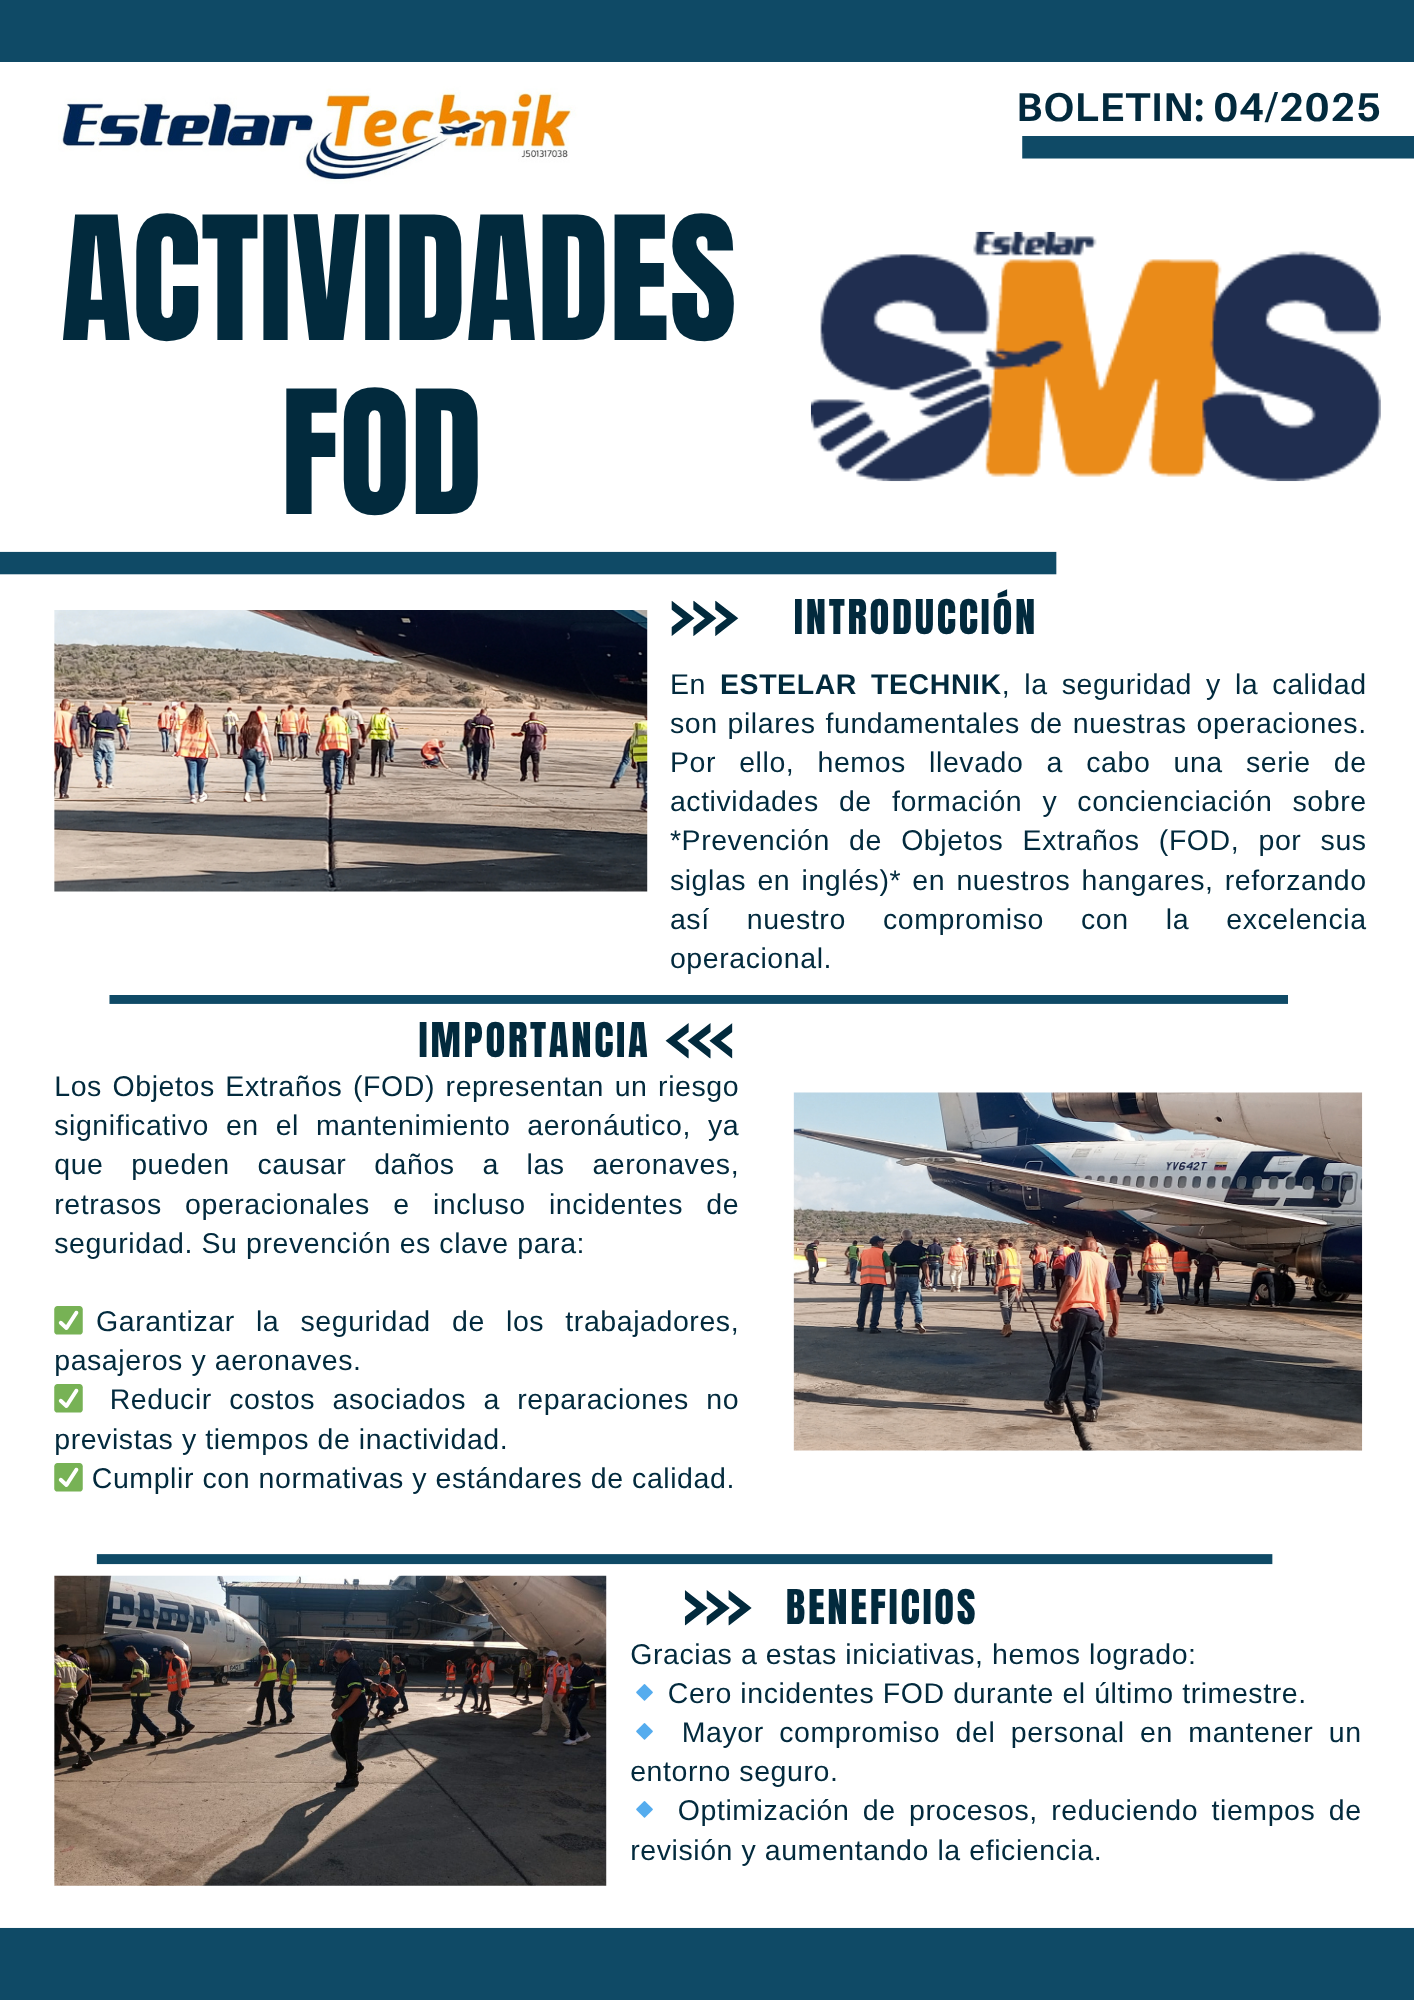 Estelar Technik
J501317038
BOLETIN: 04/2025
ACTIVIDADES
FOD
Estelar
SMS
>>> INTRODUCCIÓN
En ESTELAR TECHNIK, la seguridad y la calidad
son pilares fundamentales de nuestras operaciones.
Por ello, hemos llevado a cabo una serie de
actividades de formación y concienciación sobre
*Prevención de Objetos Extraños (FOD, por sus
siglas en inglés)* en nuestros hangares, reforzando
así nuestro compromiso con la excelencia
operacional.
IMPORTANCIA <<<
Los Objetos Extraños (FOD) representan un riesgo
significativo en el mantenimiento aeronáutico, ya
que pueden causar daños a las aeronaves,
retrasos operacionales e incluso incidentes de
seguridad. Su prevención es clave para:
✅ Garantizar la seguridad de los trabajadores,
pasajeros y aeronaves.
✅ Reducir costos asociados a reparaciones no
previstas y tiempos de inactividad.
✅ Cumplir con normativas y estándares de calidad.
YV642T
ES
elar
>>> BENEFICIOS
Gracias a estas iniciativas, hemos logrado:
🔹 Cero incidentes FOD durante el último trimestre.
🔹 Mayor compromiso del personal en mantener un
entorno seguro.
🔹 Optimización de procesos, reduciendo tiempos de
revisión y aumentando la eficiencia.